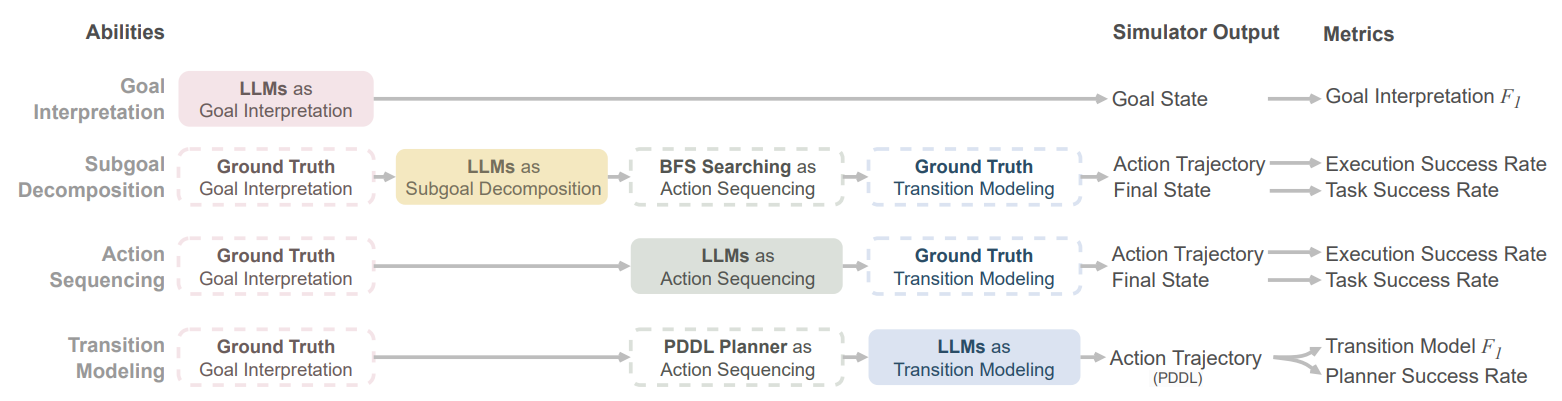 Abilities
Simulator Output
Metrics
Goal
Interpretation
LLMs as
Goal Interpretation
Goal State
Goal Interpretation F1
Subgoal
Decomposition
Ground Truth
Goal Interpretation
LLMs as
Subgoal Decomposition
BFS Searching as
Action Sequencing
Ground Truth
Transition Modeling
Action Trajectory
Final State
Execution Success Rate
Task Success Rate
Action
Sequencing
Ground Truth
Goal Interpretation
LLMs as
Action Sequencing
Ground Truth
Transition Modeling
Action Trajectory
Final State
Execution Success Rate
Task Success Rate
Transition
Modeling
Ground Truth
Goal Interpretation
PDDL Planner as
Action Sequencing
LLMs as
Transition Modeling
Action Trajectory
(PDDL)
Transition Model F1
Planner Success Rate